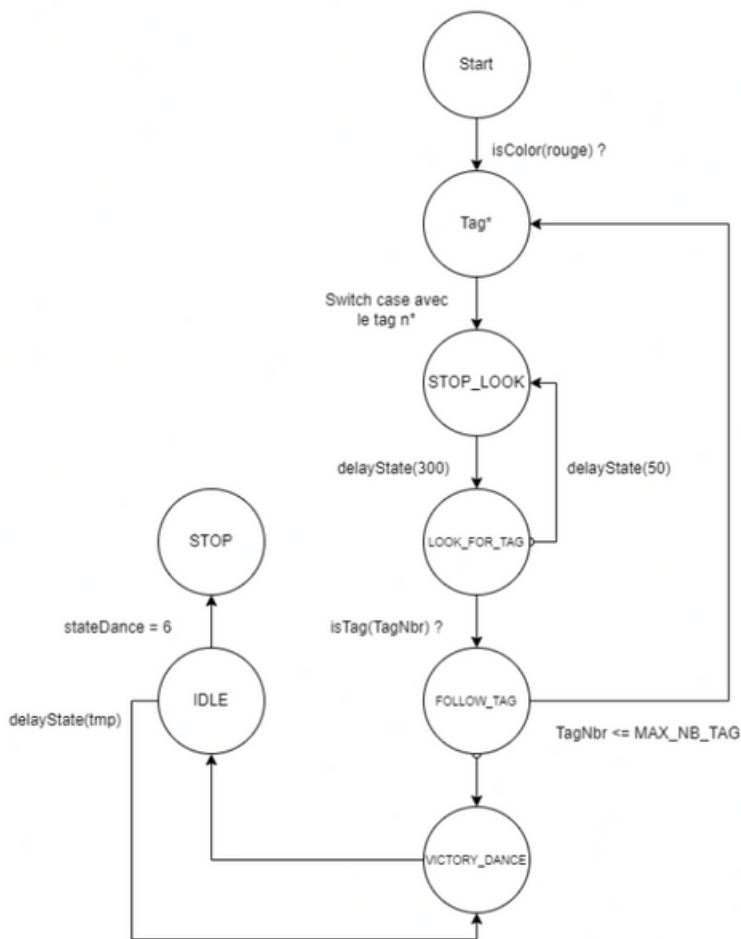 Start
isColor(rouge) ?
Tag*
Switch case avec
le tag n°
STOP_LOOK
delayState(300)
delayState(50)
LOOK_FOR_TAG
STOP
isTag(TagNbr) ?
stateDance = 6
IDLE
FOLLOW_TAG
delayState(tmp)
TagNbr <= MAX_NB_TAG
VICTORY_DANCE